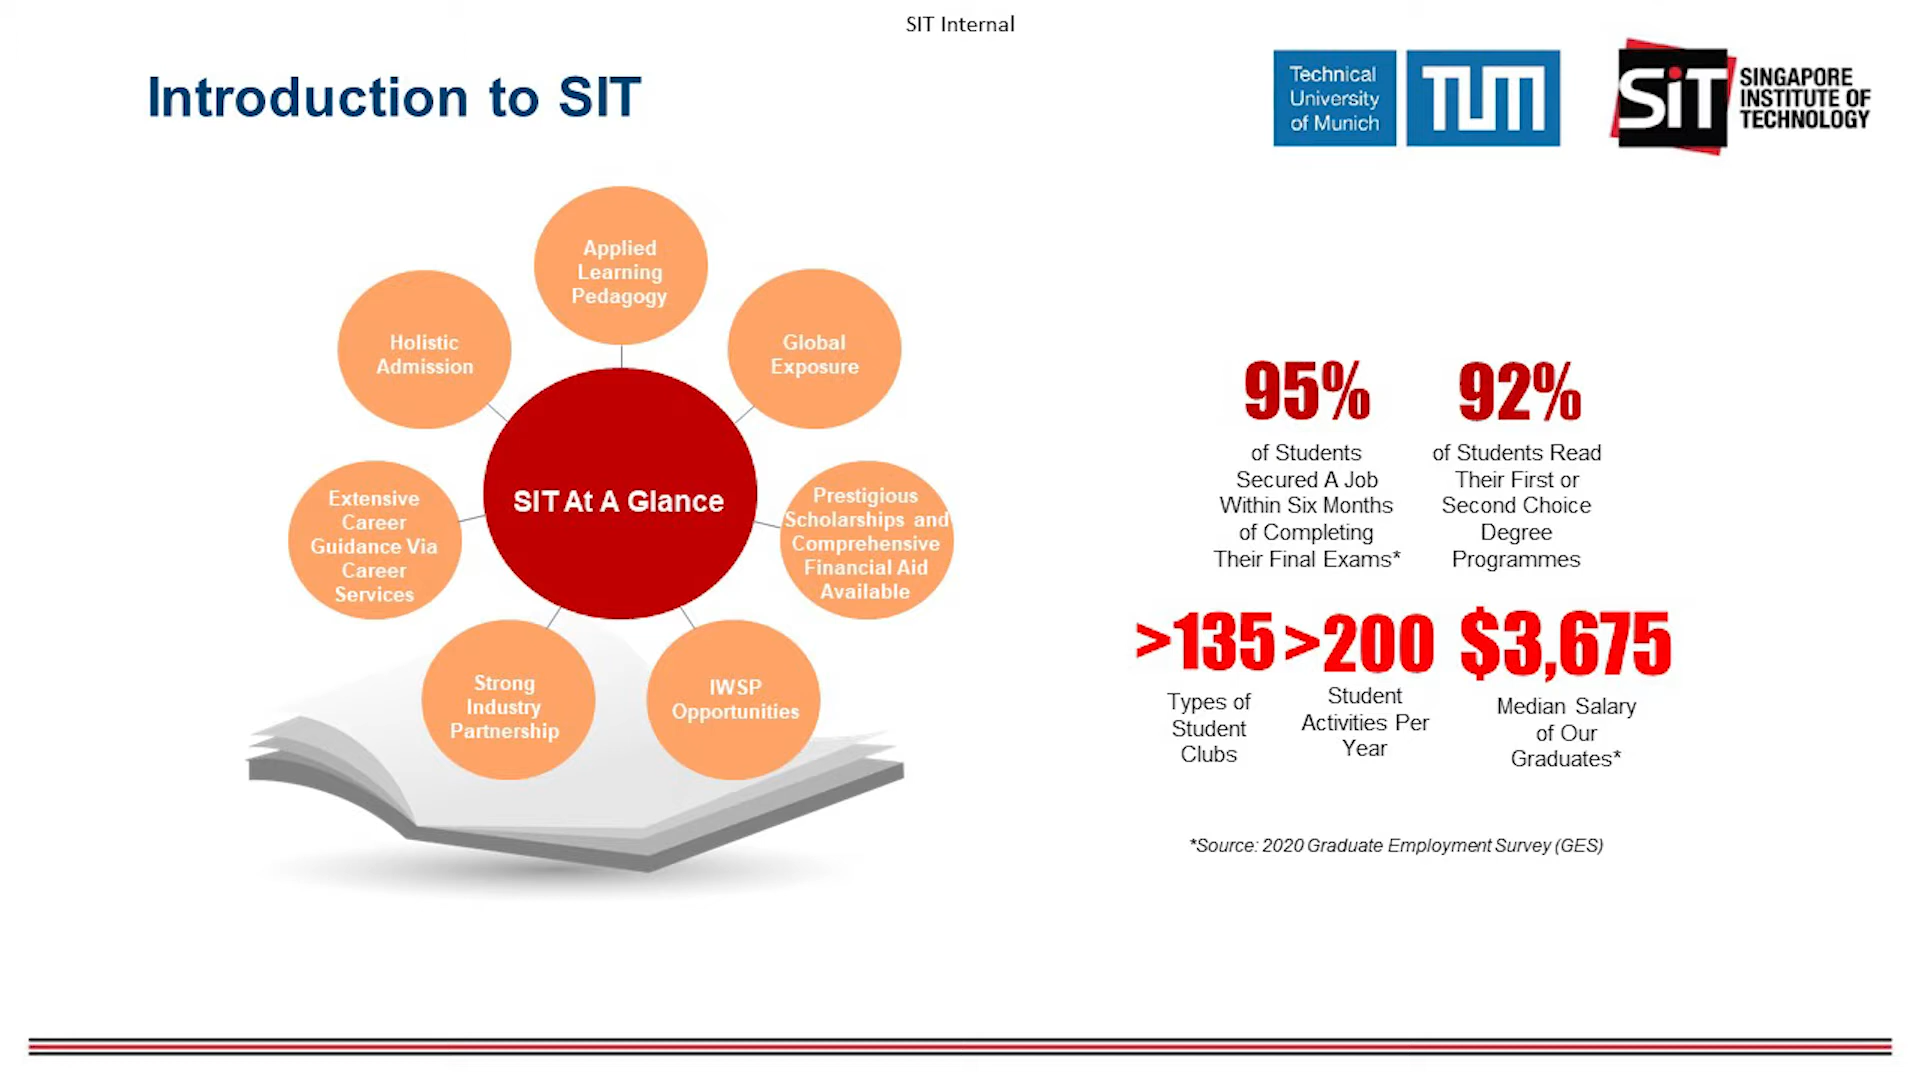 SIT Internal
Introduction to SIT
Technical
University
of Munich
TUM
SiT
SINGAPORE
INSTITUTE OF
TECHNOLOGY
Applied
Learning
Pedagogy
Holistic
Admission
Global
Exposure
SIT At A Glance
Extensive
Career
Guidance Via
Career
Services
Prestigious
Scholarships and
Comprehensive
Financial Aid
Available
Strong
Industry
Partnership
IWSP
Opportunities
95%
of Students
Secured A Job
Within Six Months
of Completing
Their Final Exams*
92%
of Students Read
Their First or
Second Choice
Degree
Programmes
>135
Types of
Student
Clubs
>200
Student
Activities Per
Year
$3,675
Median Salary
of Our
Graduates*
*Source: 2020 Graduate Employment Survey (GES)